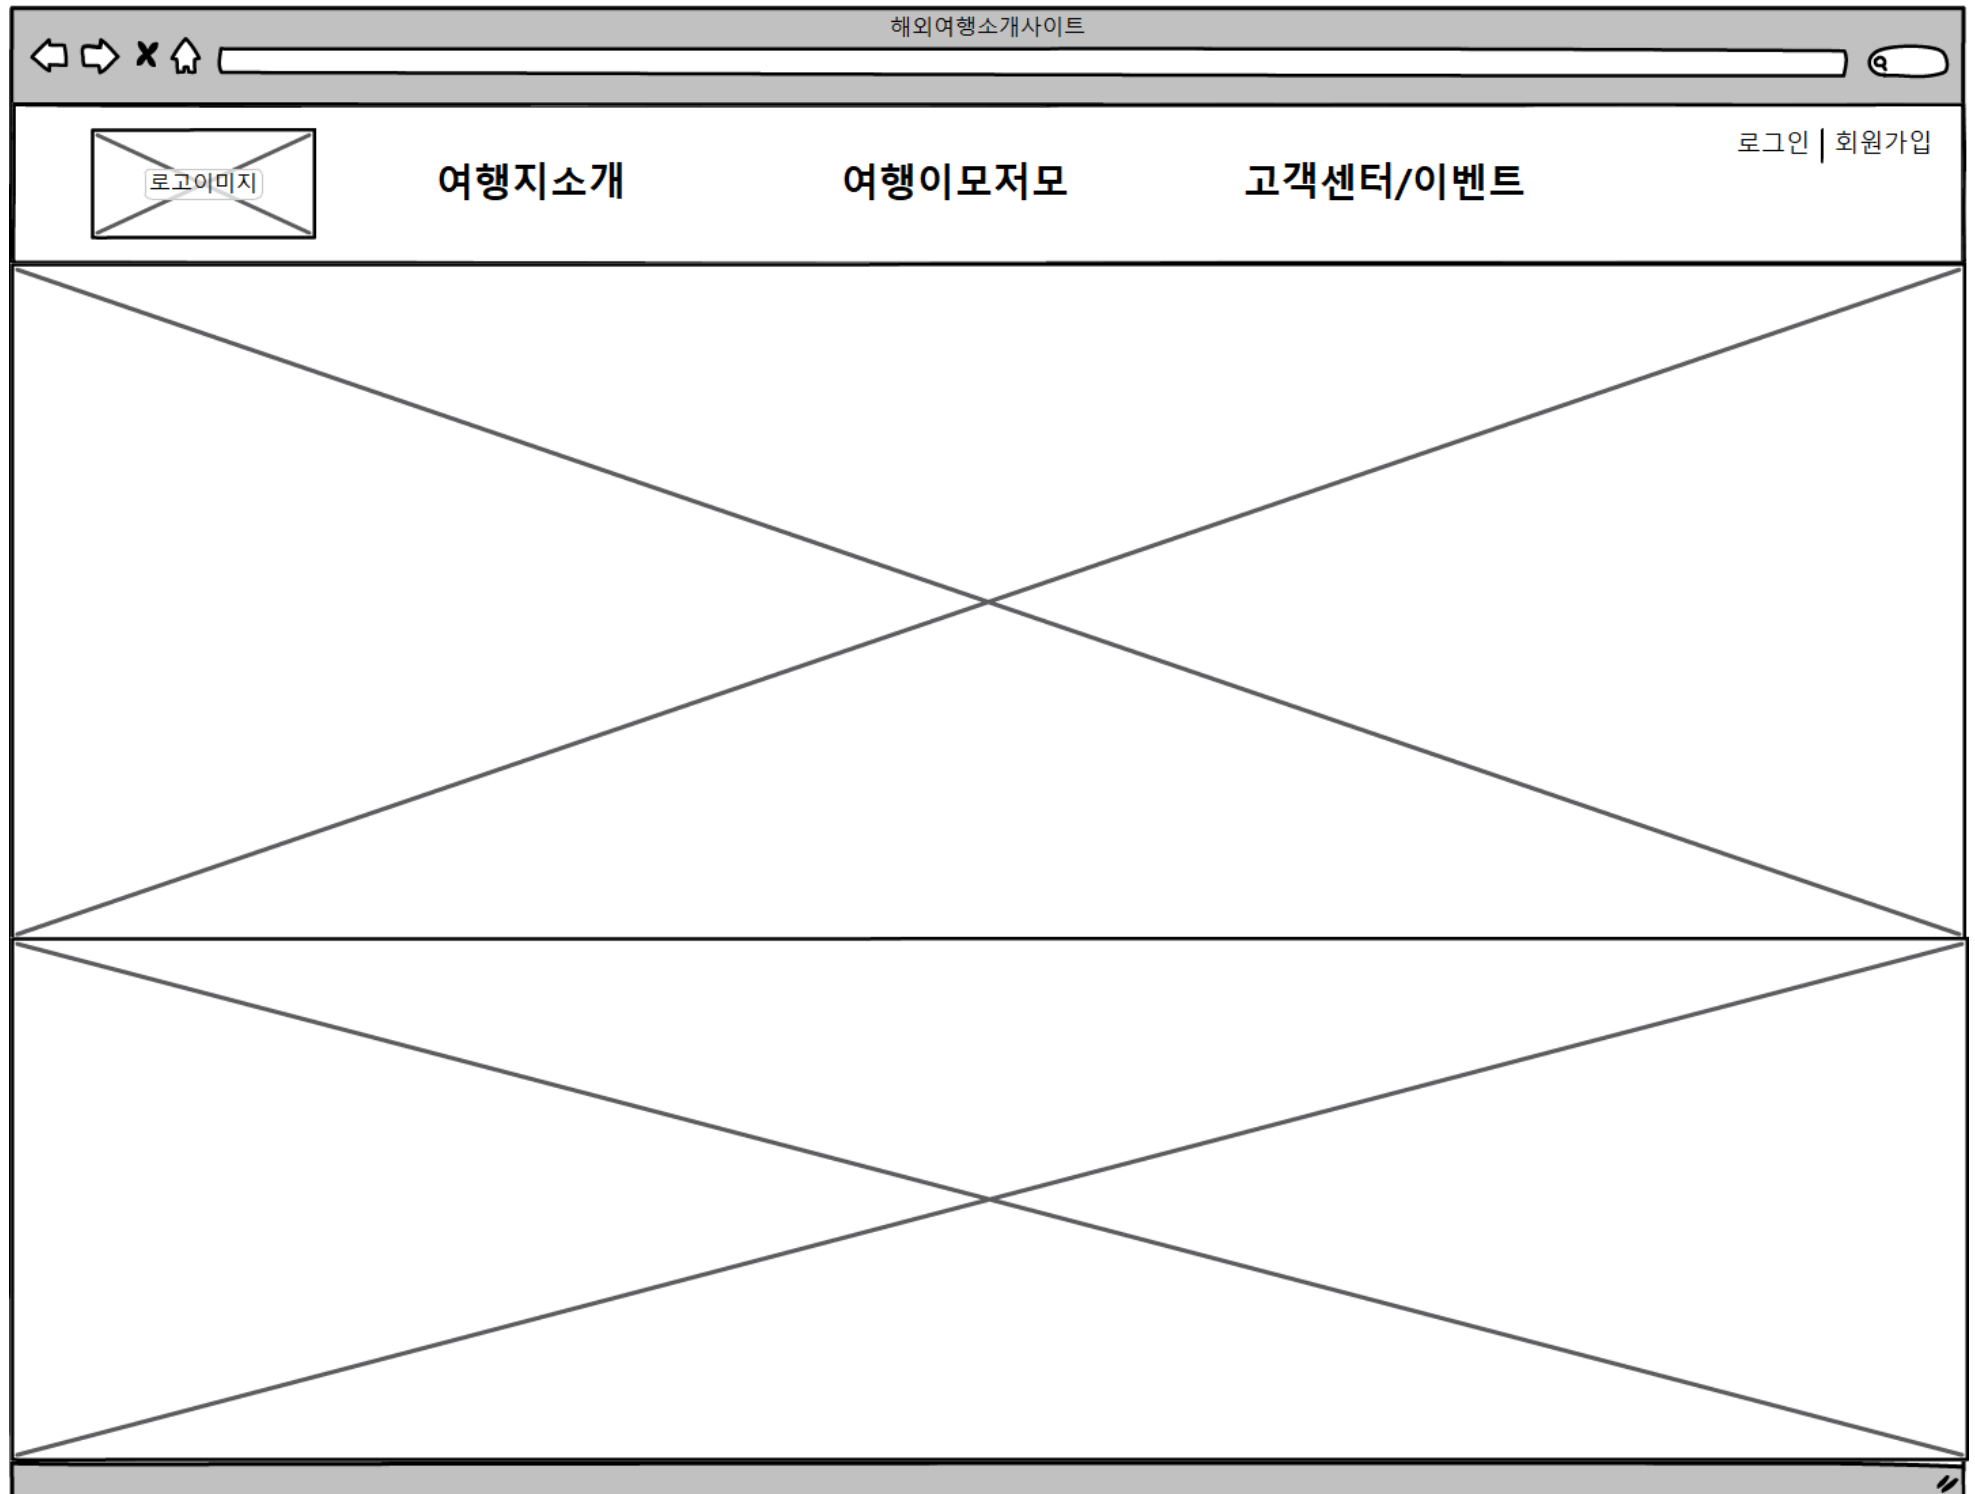 해외여행소개사이트
로그인 | 회원가입
로고이미지
여행지소개
여행이모저모
고객센터/이벤트